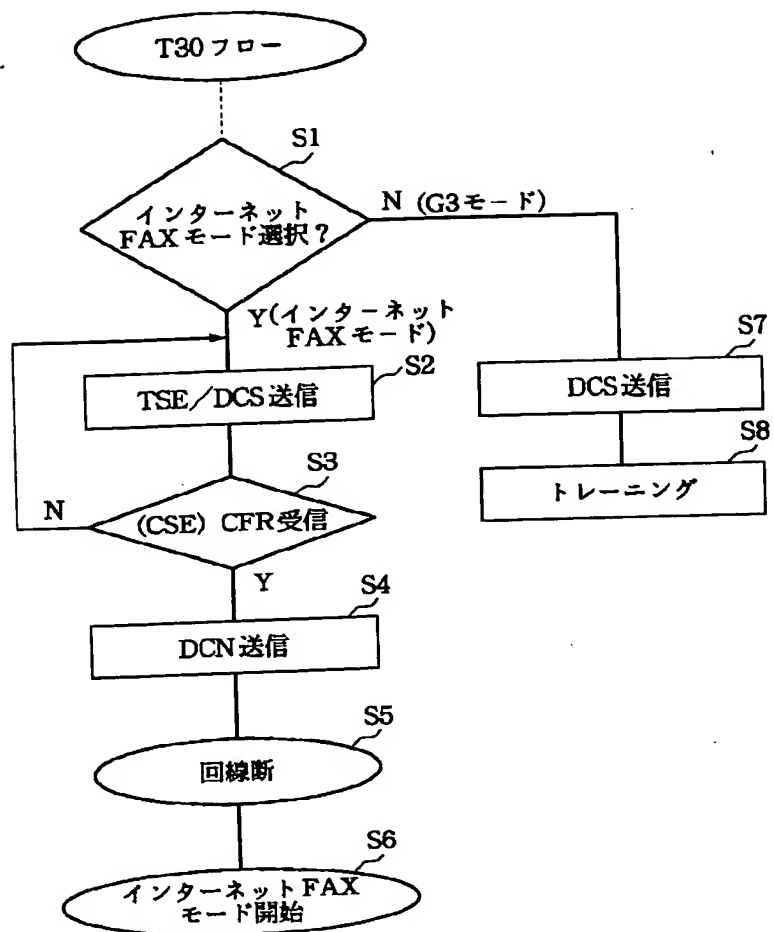 T30フロー
S1
インターネット
FAXモード選択？
N (G3モード)
Y(インターネット
FAXモード)
S2
TSE／DCS送信
S7
DCS送信
S8
トレーニング
S3
(CSE) CFR受信
N
Y
S4
DCN送信
S5
回線断
S6
インターネットFAX
モード開始